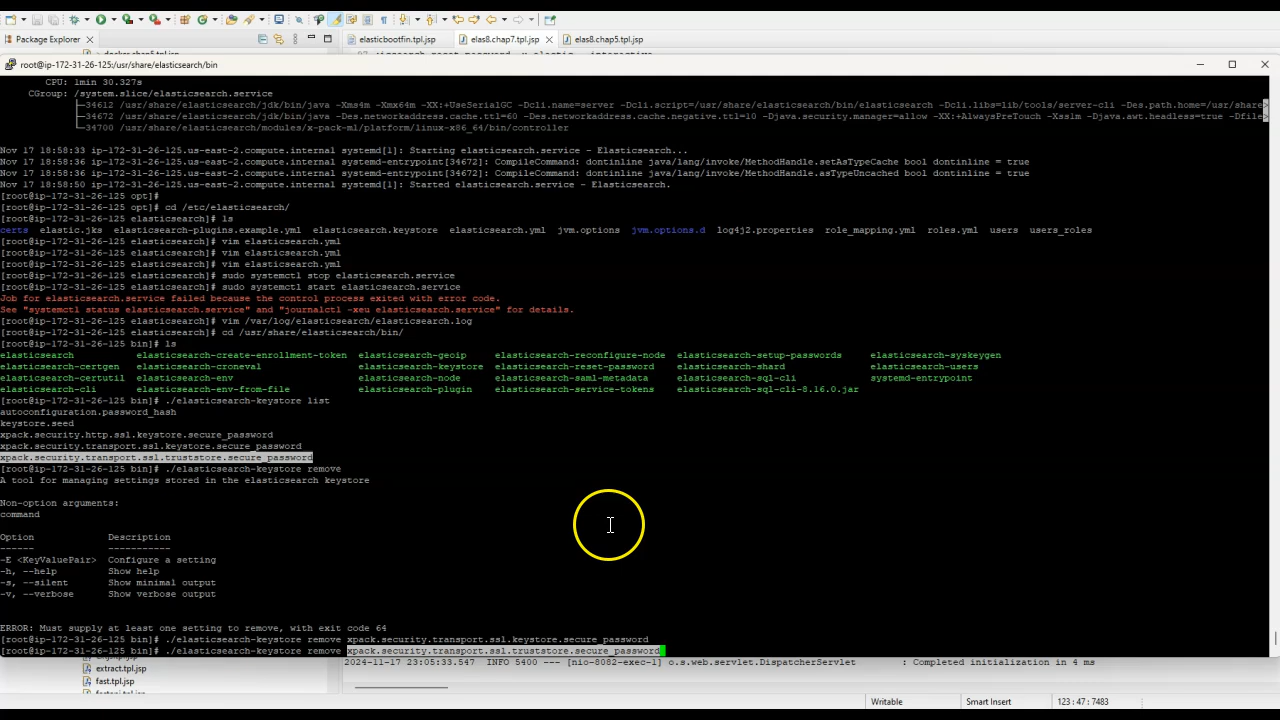 Package Explorer
elasticbootfin.tpl.jsp
elas8.chap7.tpl.jsp
elas8.chap5.tpl.jsp
root@ip-172-31-26-125:/usr/share/elasticsearch/bin
CPU: 1min 30.327s
CGroup: /system.slice/elasticsearch.service
├─34612 /usr/share/elasticsearch/jdk/bin/java -Xms4m -Xmx64m -XX:+UseSerialGC -Dcli.name=server -Dcli.script=/usr/share/elasticsearch/bin/elasticsearch -Dcli.libs=lib/tools/server-cli -Des.path.home=/usr/share>
├─34672 /usr/share/elasticsearch/jdk/bin/java -Des.networkaddress.cache.ttl=60 -Des.networkaddress.cache.negative.ttl=10 -Djava.security.manager=allow -XX:+AlwaysPreTouch -Xss1m -Djava.awt.headless=true -Dfile>
└─34700 /usr/share/elasticsearch/modules/x-pack-ml/platform/linux-x86_64/bin/controller
Nov 17 18:58:33 ip-172-31-26-125.us-east-2.compute.internal systemd[1]: Starting elasticsearch.service - Elasticsearch...
Nov 17 18:58:36 ip-172-31-26-125.us-east-2.compute.internal systemd-entrypoint[34672]: CompileCommand: dontinline java/lang/invoke/MethodHandle.setAsTypeCache bool dontinline = true
Nov 17 18:58:36 ip-172-31-26-125.us-east-2.compute.internal systemd-entrypoint[34672]: CompileCommand: dontinline java/lang/invoke/MethodHandle.asTypeUncached bool dontinline = true
Nov 17 18:58:50 ip-172-31-26-125.us-east-2.compute.internal systemd[1]: Started elasticsearch.service - Elasticsearch.
[root@ip-172-31-26-125 opt]#
[root@ip-172-31-26-125 opt]# cd /etc/elasticsearch/
[root@ip-172-31-26-125 elasticsearch]# ls
certs elastic.jks elasticsearch-plugins.example.yml elasticsearch.keystore elasticsearch.yml jvm.options jvm.options.d log4j2.properties role_mapping.yml roles.yml users users_roles
[root@ip-172-31-26-125 elasticsearch]# vim elasticsearch.yml
[root@ip-172-31-26-125 elasticsearch]# vim elasticsearch.yml
[root@ip-172-31-26-125 elasticsearch]# vim elasticsearch.yml
[root@ip-172-31-26-125 elasticsearch]# sudo systemctl stop elasticsearch.service
[root@ip-172-31-26-125 elasticsearch]# sudo systemctl start elasticsearch.service
Job for elasticsearch.service failed because the control process exited with error code.
See "systemctl status elasticsearch.service" and "journalctl -xeu elasticsearch.service" for details.
[root@ip-172-31-26-125 elasticsearch]# vim /var/log/elasticsearch/elasticsearch.log
[root@ip-172-31-26-125 elasticsearch]# cd /usr/share/elasticsearch/bin/
[root@ip-172-31-26-125 bin]# ls
elasticsearch elasticsearch-create-enrollment-token elasticsearch-geoip elasticsearch-reconfigure-node elasticsearch-setup-passwords elasticsearch-syskeygen
elasticsearch-certgen elasticsearch-croneval elasticsearch-keystore elasticsearch-reset-password elasticsearch-shard elasticsearch-users
elasticsearch-certutil elasticsearch-env elasticsearch-node elasticsearch-saml-metadata elasticsearch-sql-cli systemd-entrypoint
elasticsearch-cli elasticsearch-env-from-file elasticsearch-plugin elasticsearch-service-tokens elasticsearch-sql-cli-8.16.0.jar
[root@ip-172-31-26-125 bin]# ./elasticsearch-keystore list
autoconfiguration.password_hash
keystore.seed
xpack.security.http.ssl.keystore.secure_password
xpack.security.transport.ssl.keystore.secure_password
xpack.security.transport.ssl.truststore.secure_password
[root@ip-172-31-26-125 bin]# ./elasticsearch-keystore remove
A tool for managing settings stored in the elasticsearch keystore
Non-option arguments:
command
Option Description
------ -----------
-E <KeyValuePair> Configure a setting
-h, --help Show help
-s, --silent Show minimal output
-v, --verbose Show verbose output
ERROR: Must supply at least one setting to remove, with exit code 64
[root@ip-172-31-26-125 bin]# ./elasticsearch-keystore remove xpack.security.transport.ssl.keystore.secure_password
[root@ip-172-31-26-125 bin]# ./elasticsearch-keystore remove xpack.security.transport.ssl.truststore.secure_password
2024-11-17 23:05:33.547 INFO 5400 --- [nio-8082-exec-1] o.s.web.servlet.DispatcherServlet : Completed initialization in 4 ms
extract.tpl.jsp
fast.tpl.jsp
Writable
Smart Insert
123 : 47 : 7483